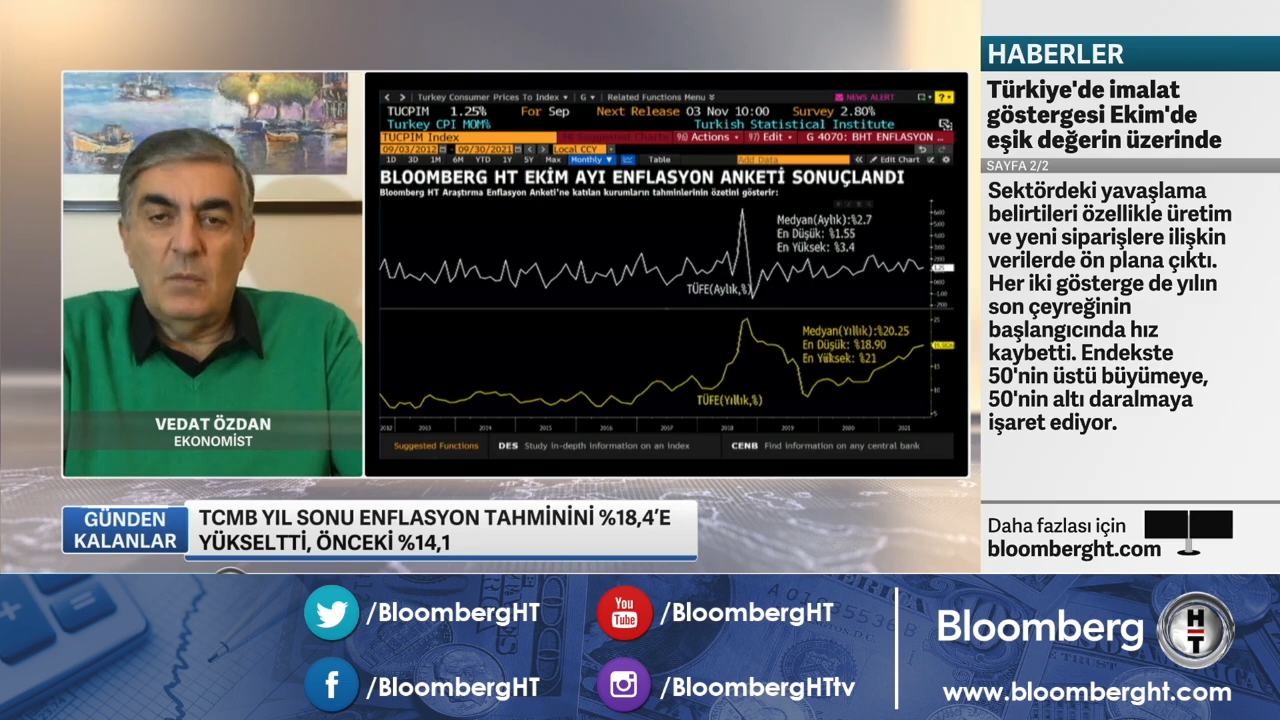 HABERLER
Türkiye'de imalat
göstergesi Ekim'de
eşik değerin üzerinde
SAYFA 2/2
Sektördeki yavaşlama
belirtileri özellikle üretim
ve yeni siparişlere ilişkin
verilerde ön plana çıktı.
Her iki gösterge de yılın
son çeyreğinin
başlangıcında hız
kaybetti. Endekste
50'nin üstü büyümeye,
50'nin altı daralmaya
işaret ediyor.
Daha fazlası için
bloomberght.com
Turkey Consumer Prices To Index G Related Functions Menu
NEWS ALERT
TUCPIM 1.25% For Sep Next Release 03 Nov 10:00 Survey 2.80%
Turkey CPI MOM% Turkish Statistical Institute
TUCPIM Index 96) Actions 97) Edit G 4070: BHT ENFLASYON ...
09/03/2012 09/30/2021 Local CCY
1D 3D 1M 6M YTD 1Y 5Y Max Monthly Table Add Data Edit Chart
BLOOMBERG HT EKİM AYI ENFLASYON ANKETİ SONUÇLANDI
Bloomberg HT Araştırma Enflasyon Anketi'ne katılan kurumların tahminlerinin özetini gösterir:
Medyan(Aylık):%2.7
En Düşük: %1.55
En Yüksek: %3.4
TÜFE(Aylık,%)
Medyan(Yıllık):%20.25
En Düşük: %18.90
En Yüksek: %21
TÜFE(Yıllık,%)
2012 2013 2014 2015 2016 2017 2018 2019 2020 2021
Suggested Functions DES Study in-depth information on an index CENB Find information on any central bank
VEDAT ÖZDAN
EKONOMİST
GÜNDEN
KALANLAR
TCMB YIL SONU ENFLASYON TAHMİNİNİ %18,4'E
YÜKSELTTİ, ÖNCEKİ %14,1
/BloombergHT
You
Tube
/BloombergHT
/BloombergHT
/BloombergHTtv
Bloomberg HT
www.bloomberght.com